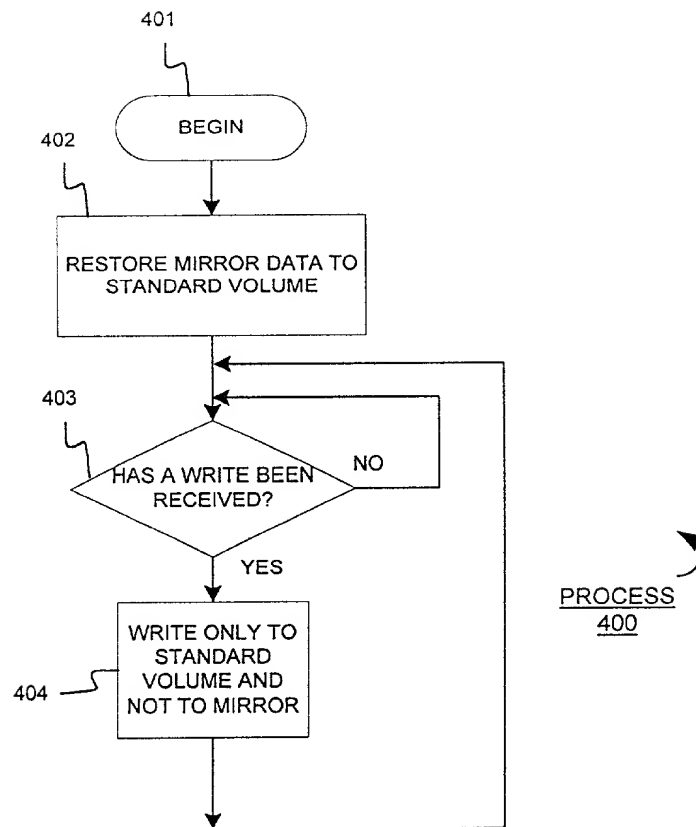 401
BEGIN
402
RESTORE MIRROR DATA TO
STANDARD VOLUME
403
HAS A WRITE BEEN
RECEIVED?
NO
YES
PROCESS
400
WRITE ONLY TO
STANDARD
VOLUME AND
NOT TO MIRROR
404